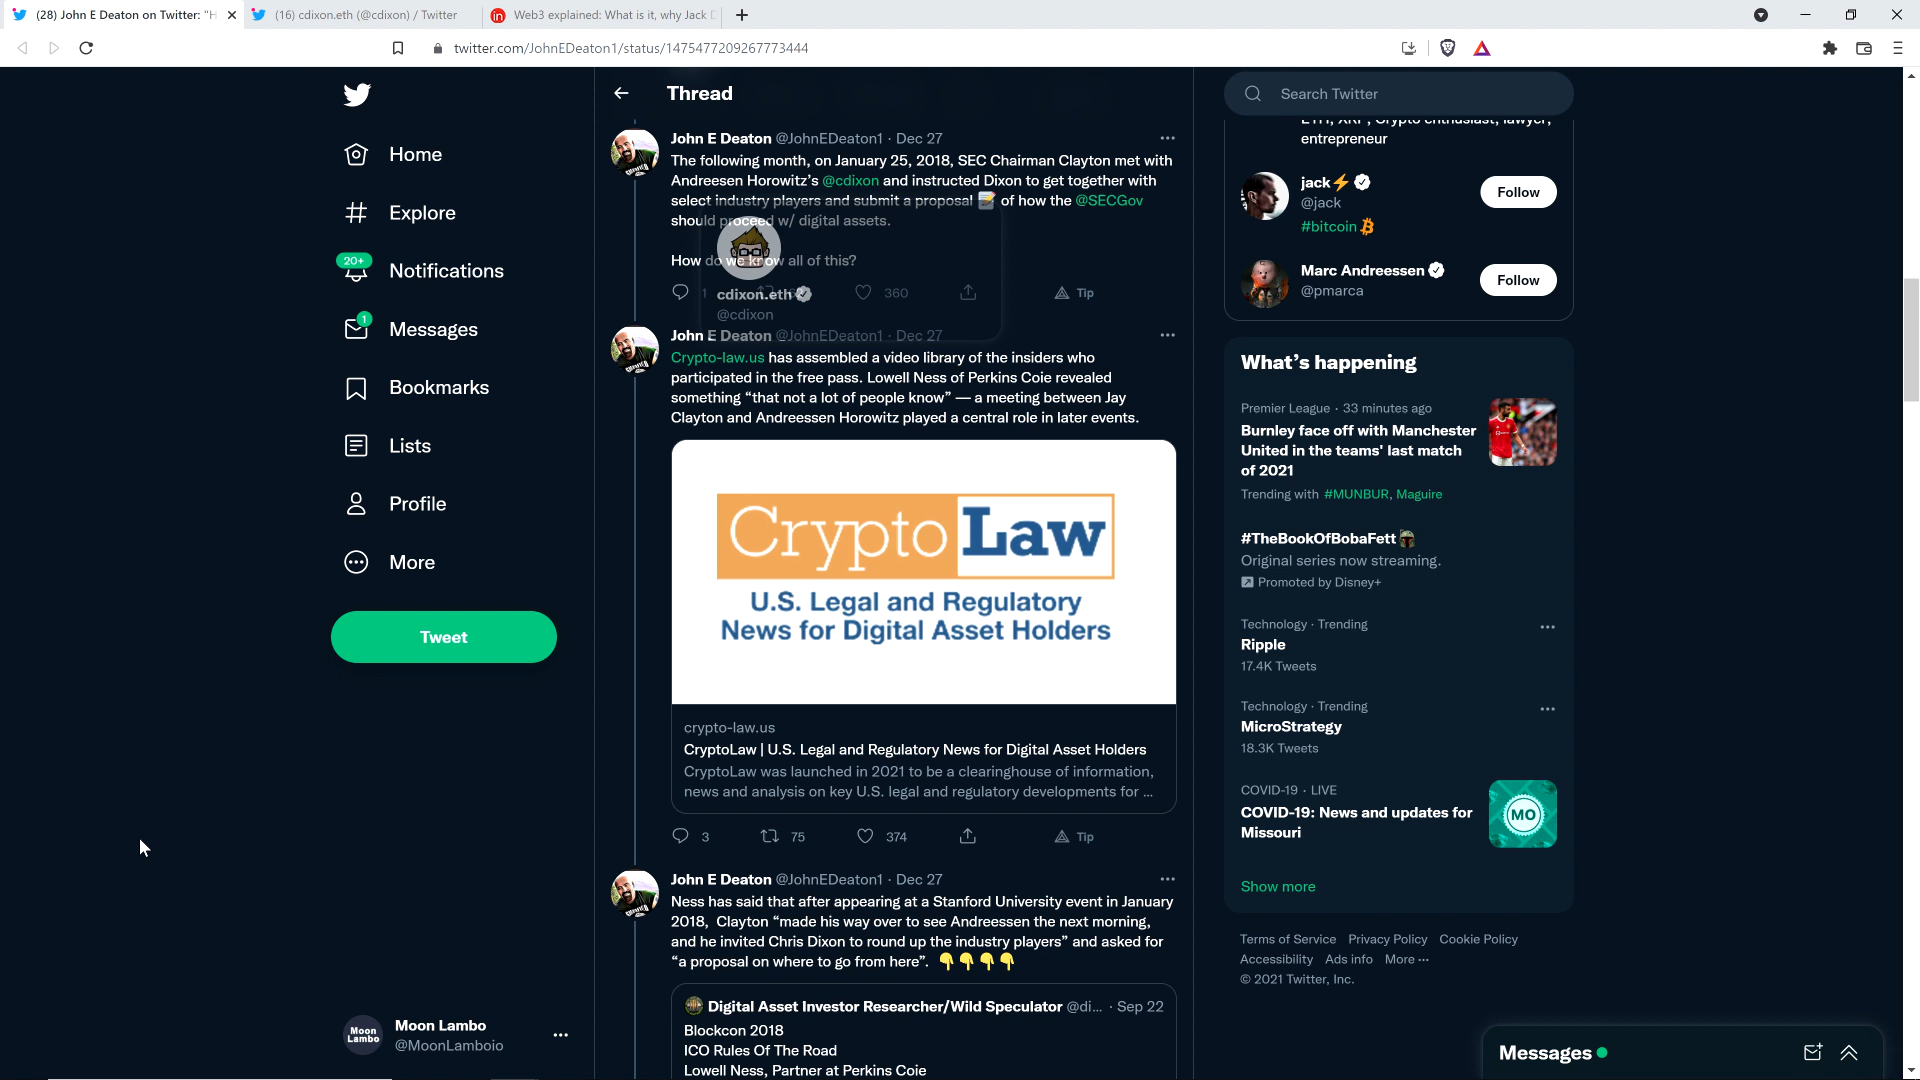 (28) John E Deaton on Twitter: "H
(16) cdixon.eth (@cdixon) / Twitter
Web3 explained: What is it, why Jack D
twitter.com/JohnEDeaton1/status/1475477209267773444
Home
Explore
20+
Notifications
1
Messages
Bookmarks
Lists
Profile
More
Tweet
Moon Lambo
Moon Lambo
@MoonLamboio
Thread
John E Deaton @JohnEDeaton1 · Dec 27
The following month, on January 25, 2018, SEC Chairman Clayton met with
Andreesen Horowitz’s @cdixon and instructed Dixon to get together with
select industry players and submit a proposal 📝 of how the @SECGov
should proceed w/ digital assets.
How do we know all of this?
1
360
Tip
cdixon.eth
@cdixon
John E Deaton @JohnEDeaton1 · Dec 27
Crypto-law.us has assembled a video library of the insiders who
participated in the free pass. Lowell Ness of Perkins Coie revealed
something “that not a lot of people know” — a meeting between Jay
Clayton and Andreessen Horowitz played a central role in later events.
Crypto Law
U.S. Legal and Regulatory
News for Digital Asset Holders
crypto-law.us
CryptoLaw | U.S. Legal and Regulatory News for Digital Asset Holders
CryptoLaw was launched in 2021 to be a clearinghouse of information,
news and analysis on key U.S. legal and regulatory developments for ...
3 75 374 Tip
John E Deaton @JohnEDeaton1 · Dec 27
Ness has said that after appearing at a Stanford University event in January
2018, Clayton “made his way over to see Andreessen the next morning,
and he invited Chris Dixon to round up the industry players” and asked for
“a proposal on where to go from here”. 👇👇👇👇
Digital Asset Investor Researcher/Wild Speculator @di... · Sep 22
Blockcon 2018
ICO Rules Of The Road
Lowell Ness, Partner at Perkins Coie
Search Twitter
ETH, XRP, Crypto enthusiast, lawyer,
entrepreneur
jack⚡
@jack
Follow
#bitcoin
Marc Andreessen
@pmarca
Follow
What’s happening
Premier League · 33 minutes ago
Burnley face off with Manchester
United in the teams' last match
of 2021
Trending with #MUNBUR, Maguire
#TheBookOfBobaFett
Original series now streaming.
Promoted by Disney+
Technology · Trending
Ripple
17.4K Tweets
Technology · Trending
MicroStrategy
18.3K Tweets
COVID-19 · LIVE
COVID-19: News and updates for
Missouri
MO
Show more
Terms of Service Privacy Policy Cookie Policy
Accessibility Ads info More ···
© 2021 Twitter, Inc.
Messages